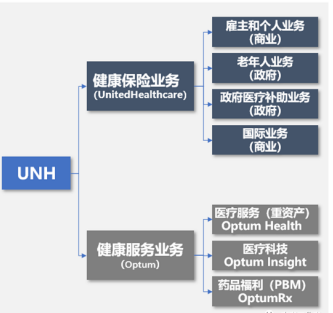 雇主和个人业务
(商业)
老年人业务
(政府)
健康保险业务
(UnitedHealthcare)
政府医疗补助业务
(政府)
国际业务
(商业)
UNH
医疗服务（重资产）
Optum Health
健康服务业务
(Optum)
医疗科技
Optum Insight
药品福利（PBM）
OptumRx